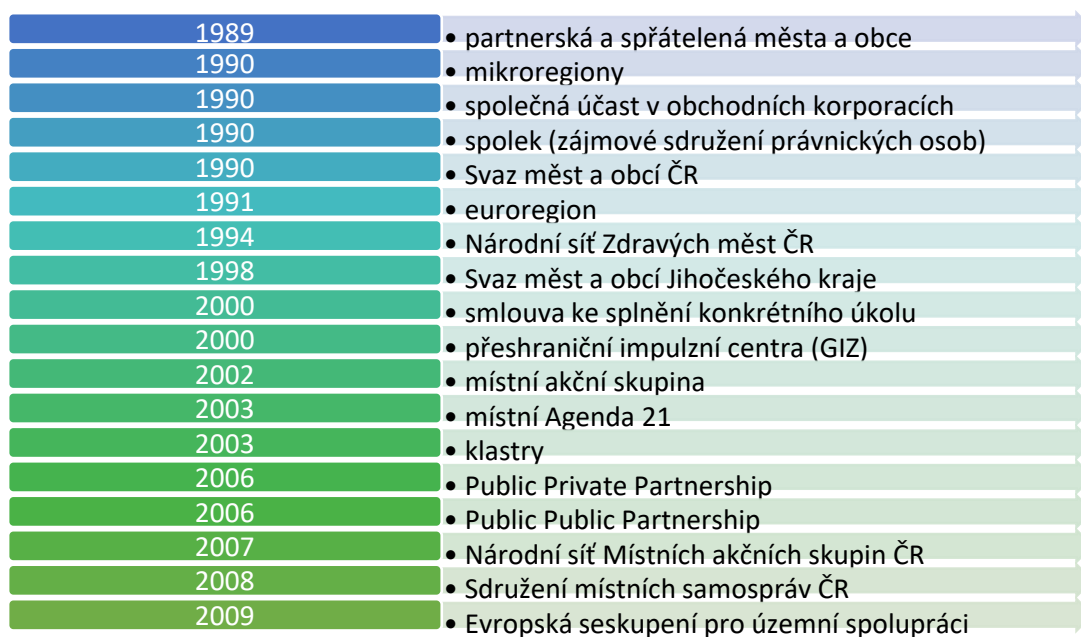 1989
• partnerská a spřátelená města a obce
1990
• mikroregiony
1990
• společná účast v obchodních korporacích
1990
• spolek (zájmové sdružení právnických osob)
1990
• Svaz měst a obcí ČR
1991
• euroregion
1994
• Národní síť Zdravých měst ČR
1998
• Svaz měst a obcí Jihočeského kraje
2000
• smlouva ke splnění konkrétního úkolu
2000
• přeshraniční impulzní centra (GIZ)
2002
• místní akční skupina
2003
• místní Agenda 21
2003
• klastry
2006
• Public Private Partnership
2006
• Public Public Partnership
2007
• Národní síť Místních akčních skupin ČR
2008
• Sdružení místních samospráv ČR
2009
• Evropská seskupení pro územní spolupráci